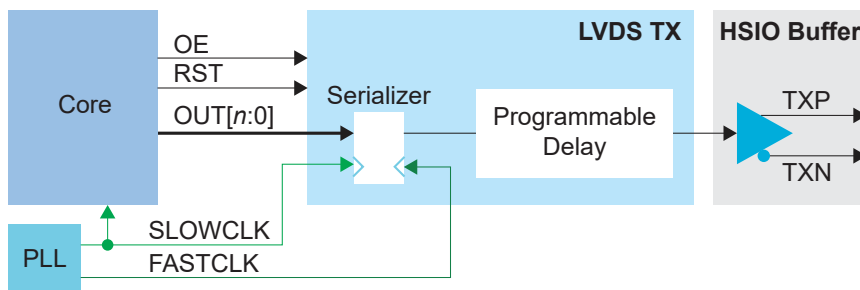 LVDS TX
HSIO Buffer
OE
RST
Core
OUT[n:0]
Serializer
Programmable
Delay
TXP
TXN
SLOWCLK
PLL
FASTCLK